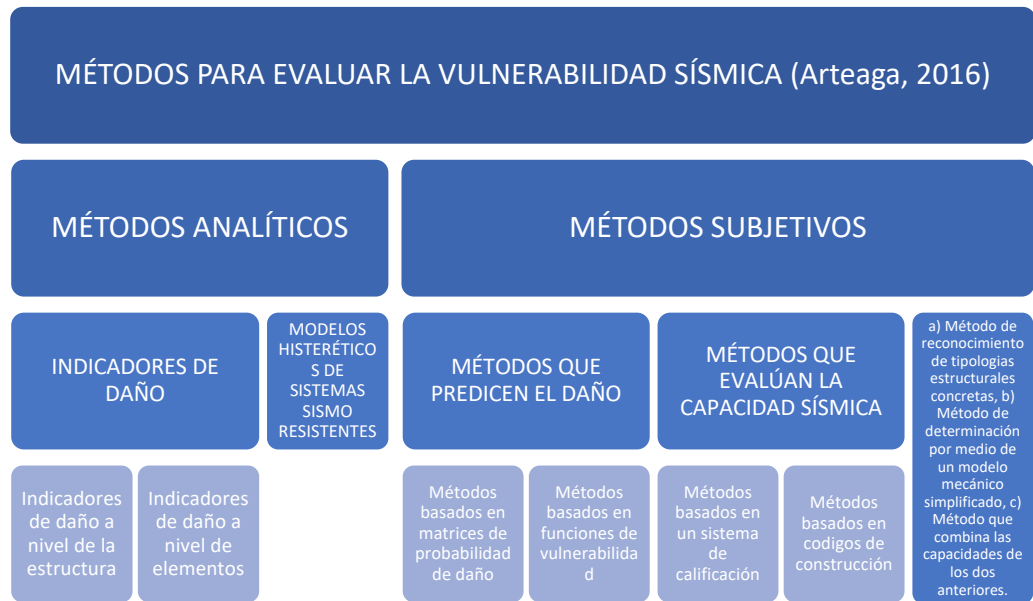 MÉTODOS PARA EVALUAR LA VULNERABILIDAD SÍSMICA (Arteaga, 2016)
MÉTODOS ANALÍTICOS
MÉTODOS SUBJETIVOS
INDICADORES DE
DAÑO
MODELOS
HISTERÉTICO
S DE
SISTEMAS
SISMO
RESISTENTES
MÉTODOS QUE
PREDICEN EL DAÑO
MÉTODOS QUE
EVALÚAN LA
CAPACIDAD SÍSMICA
a) Método de
reconocimiento
de tipologias
estructurales
concretas, b)
Método de
determinación
por medio de
un modelo
mecánico
simplificado, c)
Método que
combina las
capacidades de
los dos
anteriores.
Indicadores
de daño a
nivel de la
estructura
Indicadores
de daño a
nivel de
elementos
Métodos
basados en
matrices de
probabilidad
de daño
Métodos
basados en
funciones de
vulnerabilida
d
Métodos
basados en
un sistema
de
calificación
Métodos
basados en
codigos de
construcción